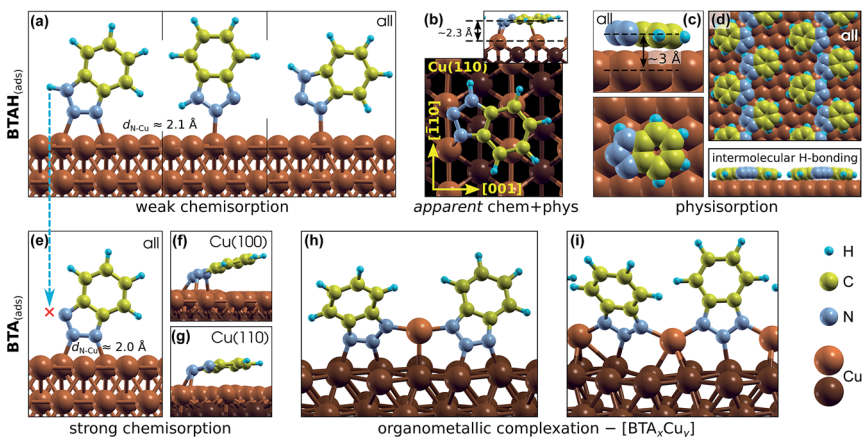 (a)
all
BTAH(ads)
dN-Cu ≈ 2.1 Å
weak chemisorption
(b)
~2.3 Å
Cu(110)
[1̄10]
[001]
apparent chem+phys
all
(c)
~3 Å
(d)
all
intermolecular H-bonding
physisorption
(e)
all
BTA(ads)
×
dN-Cu ≈ 2.0 Å
(f)
Cu(100)
(g)
Cu(110)
strong chemisorption
(h)
(i)
organometallic complexation – [BTAxCuy]
H
C
N
Cu